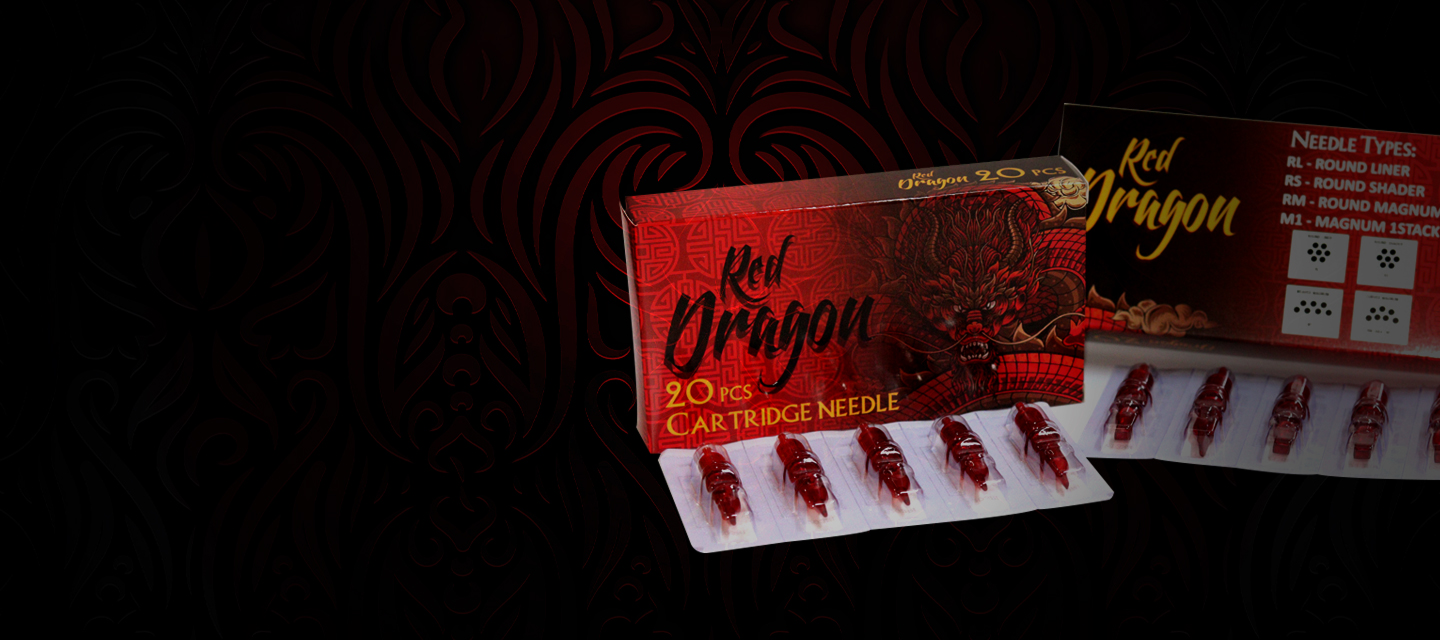 Red
Dragon
20 PCS
CARTRIDGE NEEDLE
Red
Dragon 20 PCS
Red
Dragon
NEEDLE TYPES:
RL - ROUND LINER
RS - ROUND SHADER
RM - ROUND MAGNUM
M1 - MAGNUM 1STACK